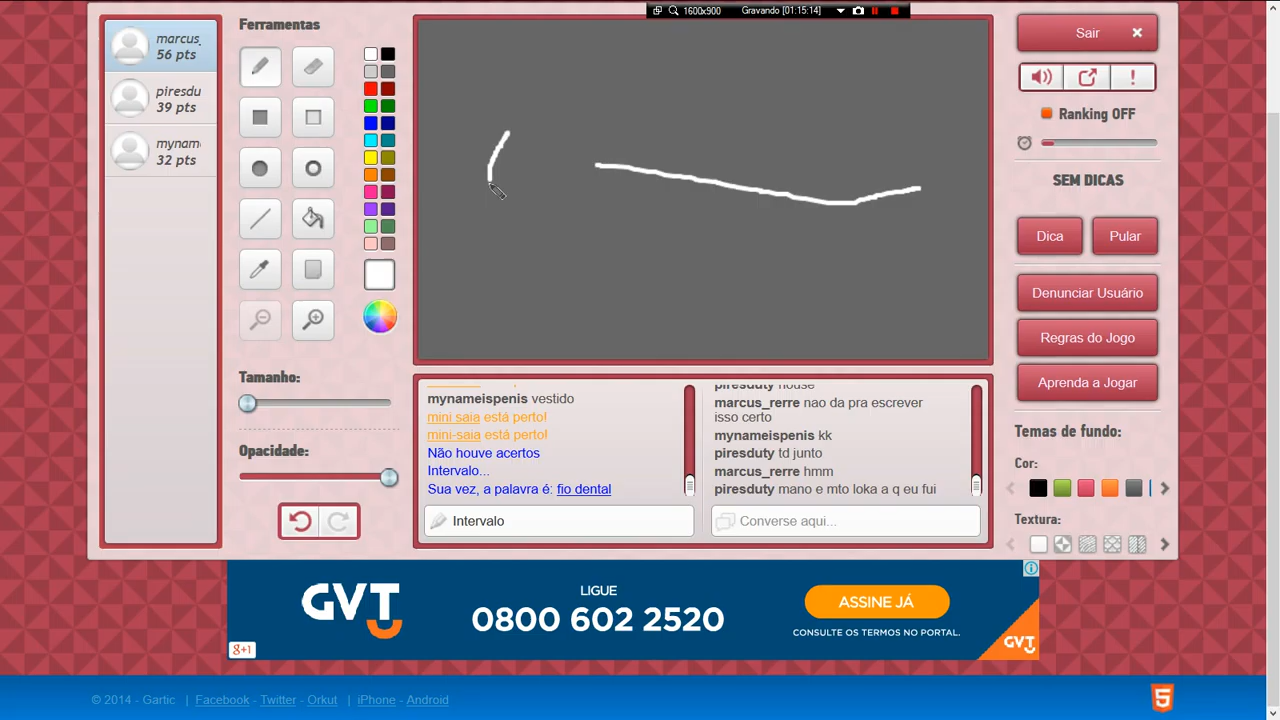 1600x900 Gravando [01:15:14]
marcus_
56 pts
piresdu
39 pts
mynam
32 pts
Ferramentas
Tamanho:
Opacidade:
mynameispenis vestido
mini saia está perto!
mini-saia está perto!
Não houve acertos
Intervalo...
Sua vez, a palavra é: fio dental
Intervalo
piresduty house
marcus_rerre nao da pra escrever
isso certo
mynameispenis kk
piresduty td junto
marcus_rerre hmm
piresduty mano e mto loka a q eu fui
Converse aqui...
Sair
Ranking OFF
SEM DICAS
Dica Pular
Denunciar Usuário
Regras do Jogo
Aprenda a Jogar
Temas de fundo:
Cor:
Textura:
GVT
LIGUE
0800 602 2520
ASSINE JÁ
CONSULTE OS TERMOS NO PORTAL.
GVT
g+1
© 2014 - Gartic | Facebook - Twitter - Orkut | iPhone - Android
5